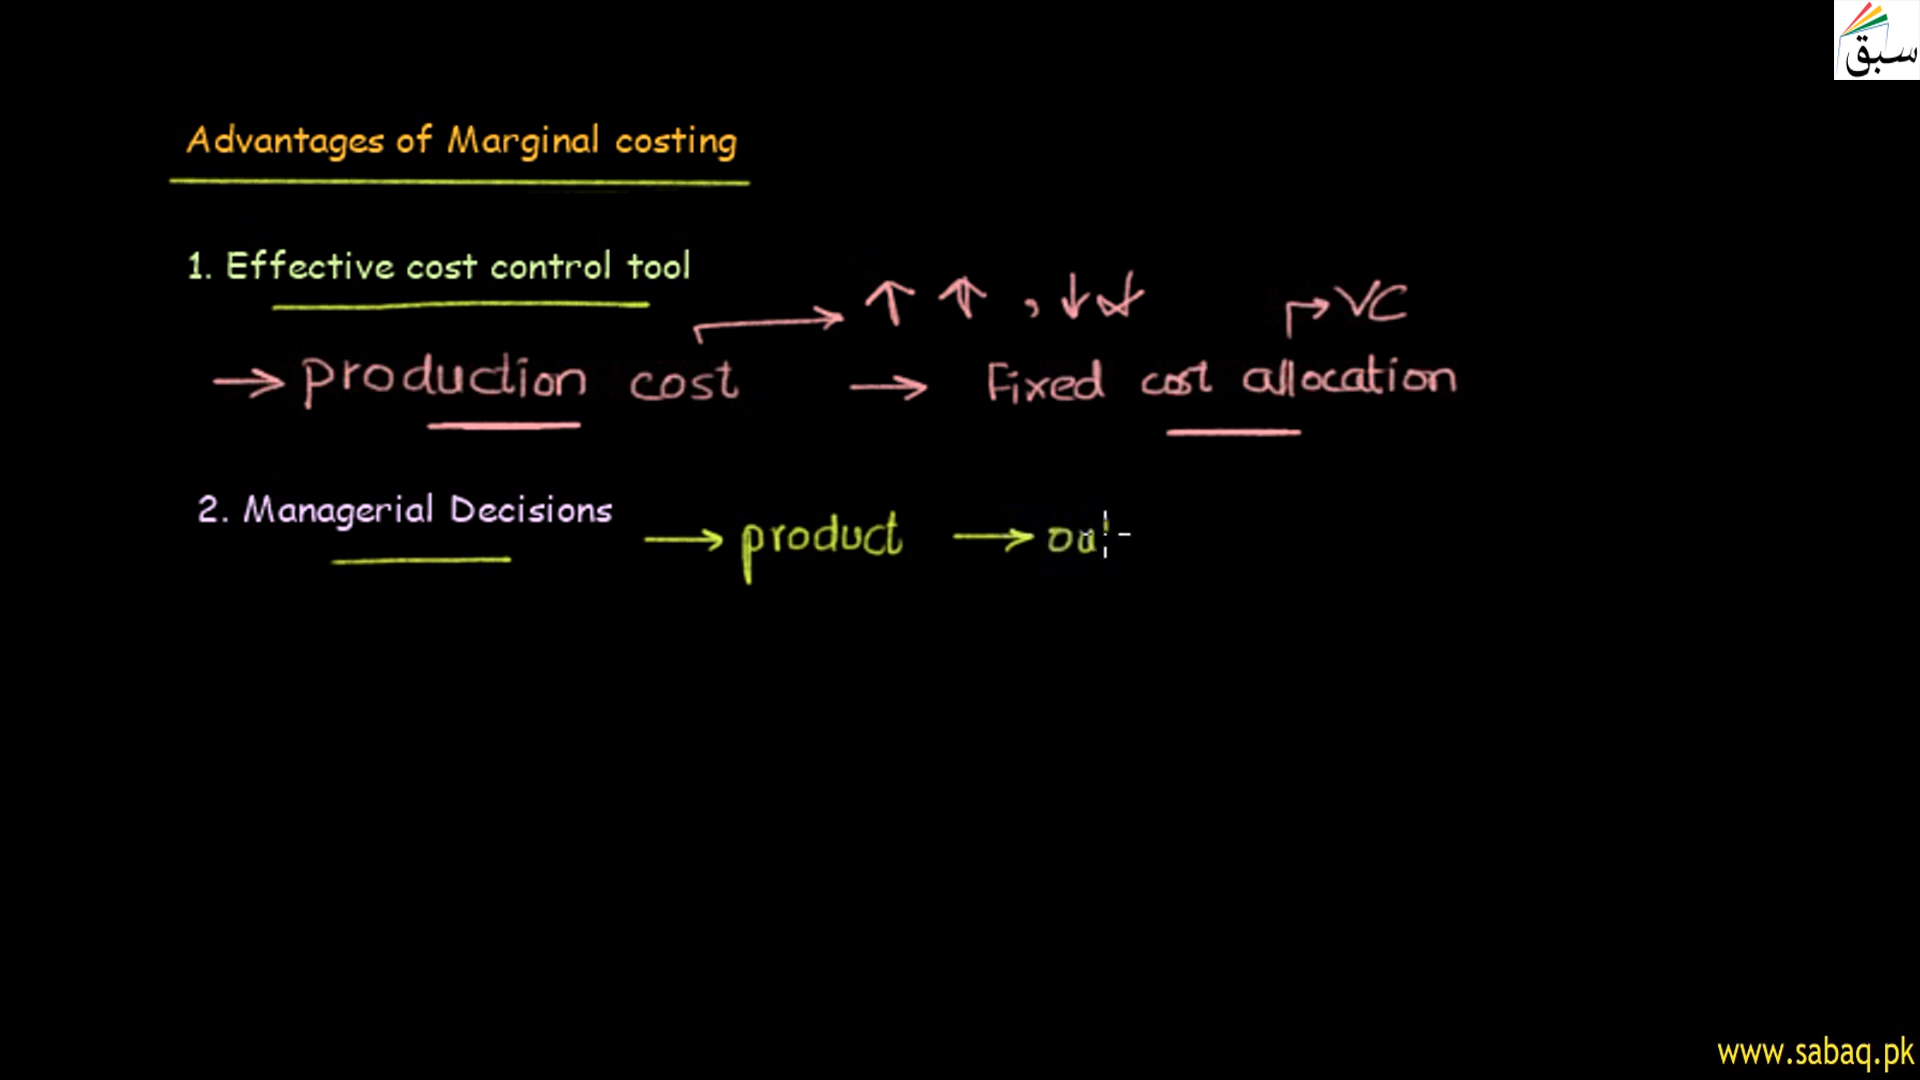 سبق
Advantages of Marginal costing
1. Effective cost control tool
→ ↑ ↑ , ↓ ↓
→ VC
→ production cost → Fixed cost allocation
2. Managerial Decisions → product →
www.sabaq.pk